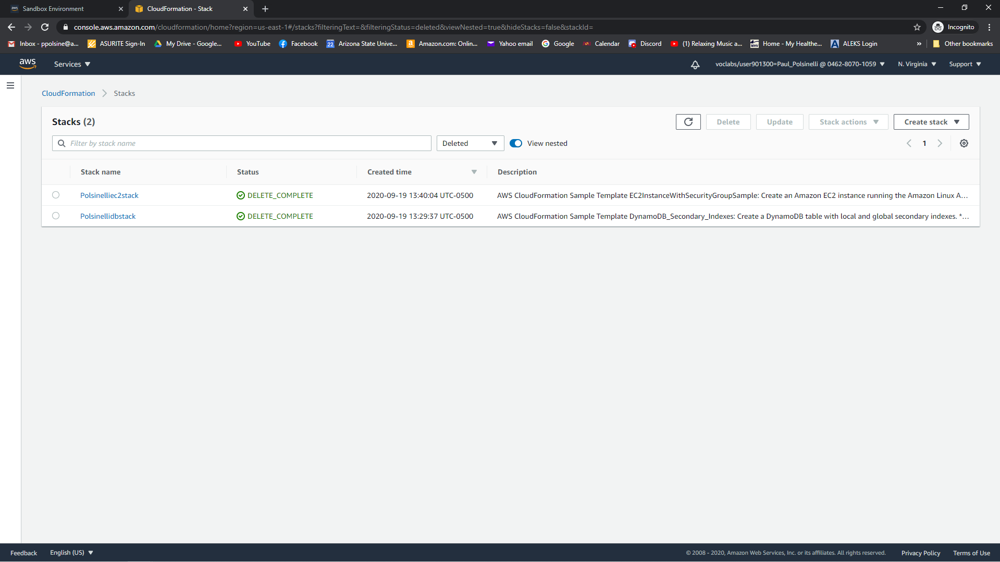 Sandbox Environment
CloudFormation - Stack
console.aws.amazon.com/cloudformation/home?region=us-east-1#/stacks?filteringText=&filteringStatus=deleted&viewNested=true&hideStacks=false&stackId=
Incognito
Inbox - ppolsine@a... ASURITE Sign-In My Drive - Google... YouTube Facebook 22 Arizona State Unive... Amazon.com: Onlin... Yahoo email Google Calendar Discord (1) Relaxing Music a... MHV Home - My Healthe... ALEKS Login » Other bookmarks
aws Services voclabs/user901300=Paul_Polsinelli @ 0462-8070-1059 N. Virginia Support
CloudFormation > Stacks
Stacks (2) Delete Update Stack actions Create stack
Filter by stack name Deleted View nested 1
Stack name Status Created time Description
Polsinelliec2stack DELETE_COMPLETE 2020-09-19 13:40:04 UTC-0500 AWS CloudFormation Sample Template EC2InstanceWithSecurityGroupSample: Create an Amazon EC2 instance running the Amazon Linux A...
Polsinellidbstack DELETE_COMPLETE 2020-09-19 13:29:37 UTC-0500 AWS CloudFormation Sample Template DynamoDB_Secondary_Indexes: Create a DynamoDB table with local and global secondary indexes. *...
Feedback English (US) © 2008 - 2020, Amazon Web Services, Inc. or its affiliates. All rights reserved. Privacy Policy Terms of Use